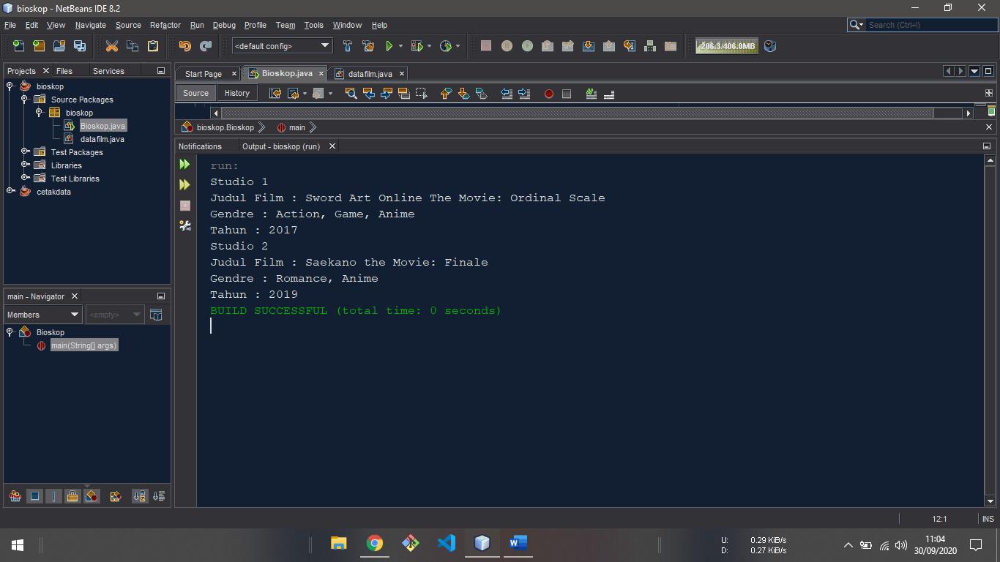 bioskop - NetBeans IDE 8.2
File Edit View Navigate Source Refactor Run Debug Profile Team Tools Window Help
Search (Ctrl+I)
<default config>
206.3/406.0MB
Projects Files Services
bioskop
Source Packages
bioskop
Bioskop.java
datafilm.java
Test Packages
Libraries
Test Libraries
cetakdata
main - Navigator
Members
<empty>
Bioskop
main(String[] args)
Start Page Bioskop.java datafilm.java
Source History
bioskop.Bioskop main
Notifications Output - bioskop (run)
run:
Studio 1
Judul Film : Sword Art Online The Movie: Ordinal Scale
Gendre : Action, Game, Anime
Tahun : 2017
Studio 2
Judul Film : Saekano the Movie: Finale
Gendre : Romance, Anime
Tahun : 2019
BUILD SUCCESSFUL (total time: 0 seconds)
12:1 INS
U: 0.29 KiB/s
D: 0.27 KiB/s
11:04
30/09/2020